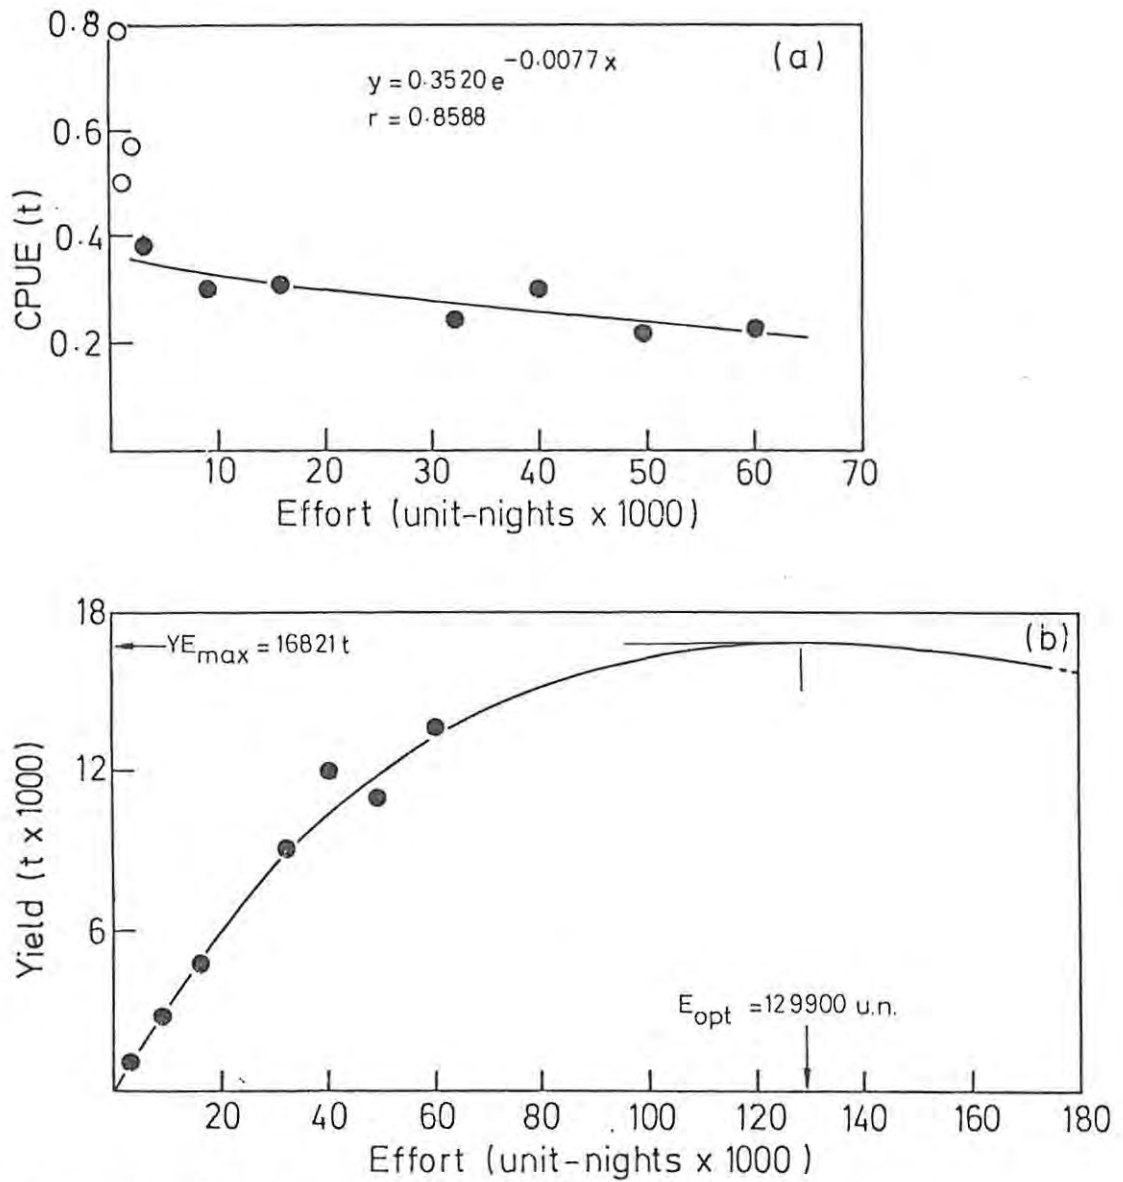 0.8
(a)
y = 0.3520 e^-0.0077x
r = 0.8588
0.6
0.4
0.2
CPUE (t)
10 20 30 40 50 60 70
Effort (unit-nights x 1000)
18
(b)
YEmax = 16821 t
12
6
Yield (t x 1000)
Eopt = 129900 u.n.
20 40 60 80 100 120 140 160 180
Effort (unit-nights x 1000)